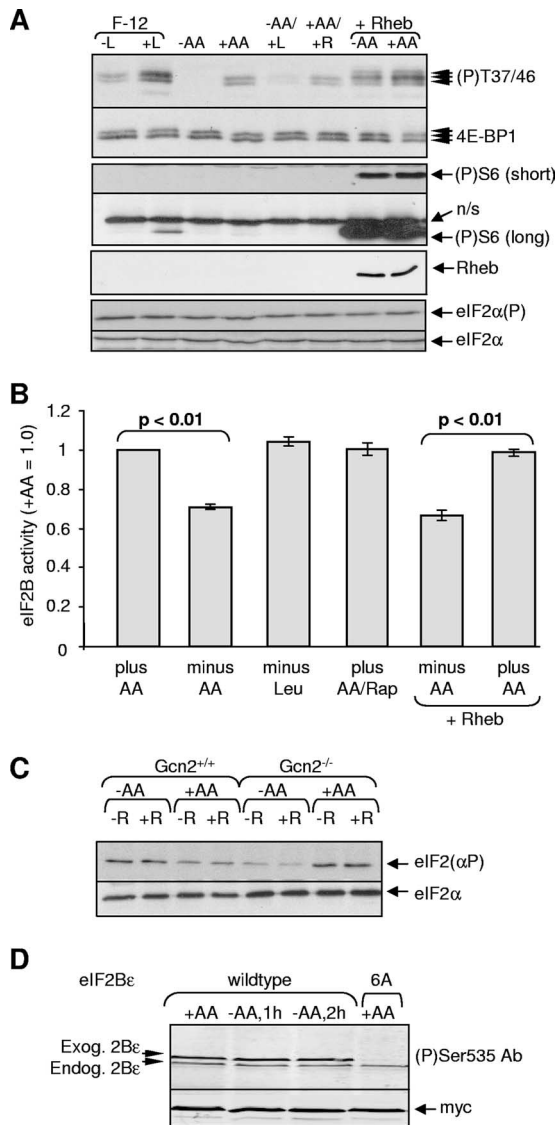 A
F-12
-L +L -AA +AA -AA/ +L +AA/ +R + Rheb -AA +AA
(P)T37/46
4E-BP1
(P)S6 (short)
n/s
(P)S6 (long)
Rheb
eIF2α(P)
eIF2α
B
eIF2B activity (+AA = 1.0)
1.2
1
0.8
0.6
0.4
0.2
0
p < 0.01
p < 0.01
plus AA
minus AA
minus Leu
plus AA/Rap
minus AA
plus AA
+ Rheb
C
Gcn2+/+ Gcn2-/-
-AA +AA -AA +AA
-R +R -R +R -R +R -R +R
eIF2(αP)
eIF2α
D
eIF2Bε wildtype 6A
+AA -AA,1h -AA,2h +AA
Exog. 2Bε
Endog. 2Bε
(P)Ser535 Ab
myc